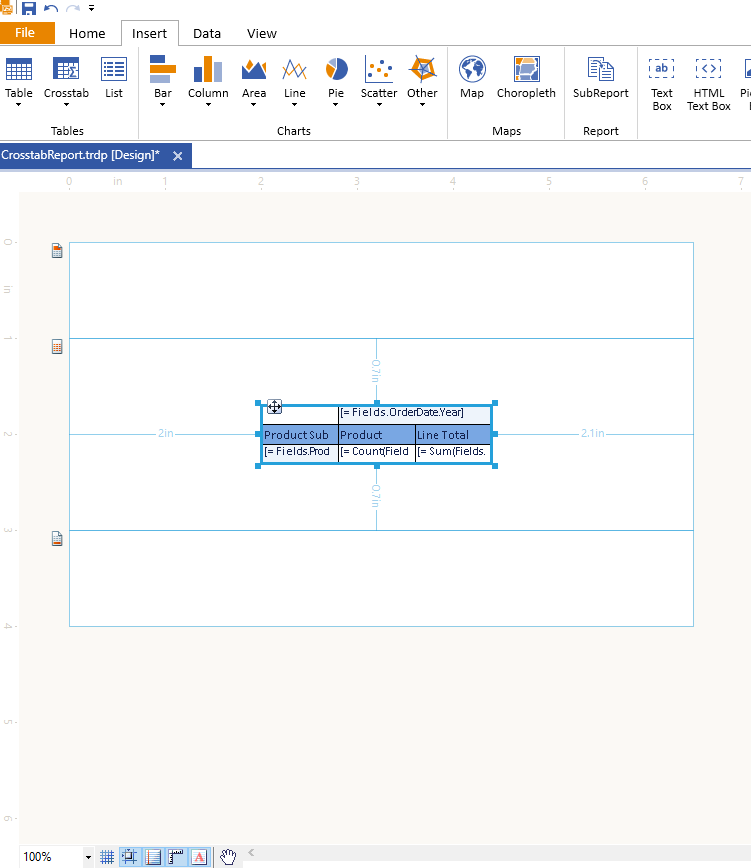 File Home Insert Data View
Table Crosstab List Bar Column Area Line Pie Scatter Other Map Choropleth SubReport Text Box HTML Text Box
Tables Charts Maps Report
CrosstabReport.trdp [Design]*
0 in 1 2 3 4 5 6 7
0
in
1
0.7in
[= Fields.OrderDate.Year]
2 2in Product Sub Product Line Total 2.1in
[= Fields.Prod [= Count(Field [= Sum(Fields.
0.7in
3
4
5
6
100%